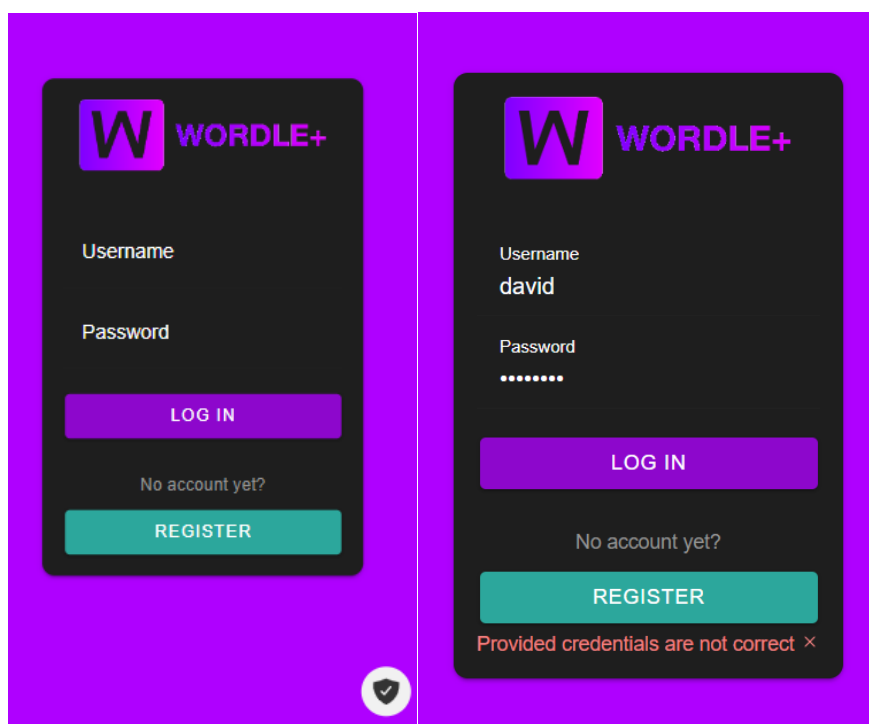 W WORDLE+
Username
Password
LOG IN
No account yet?
REGISTER
W WORDLE+
Username
david
Password
••••••••
LOG IN
No account yet?
REGISTER
Provided credentials are not correct ×